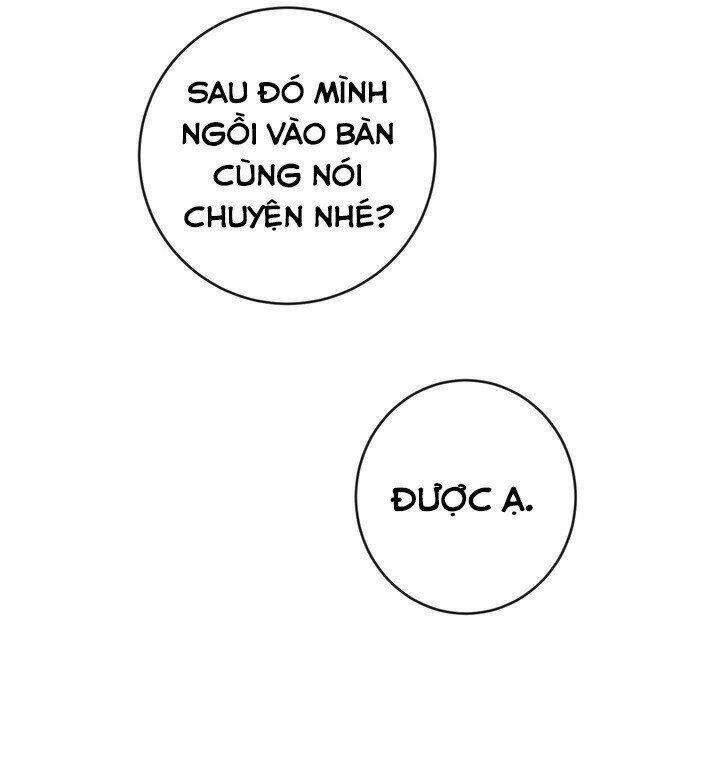 SAU ĐÓ MÌNH
NGỒI VÀO BÀN
CÙNG NÓI
CHUYỆN NHÉ?
ĐƯỢC Ạ.